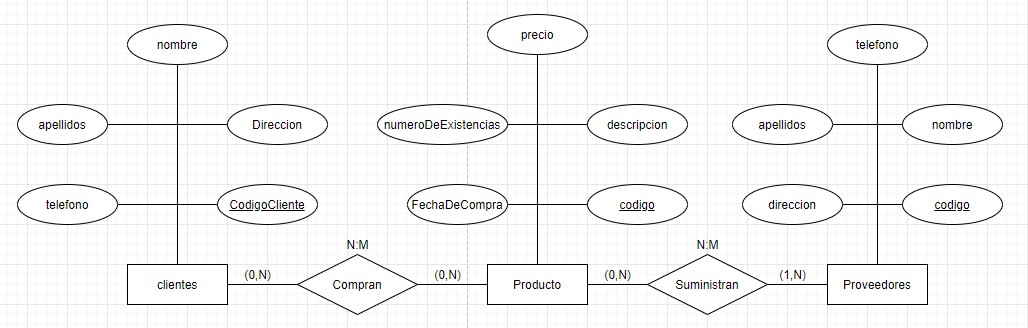 nombre
precio
telefono
apellidos
Direccion
numeroDeExistencias
descripcion
apellidos
nombre
telefono
CodigoCliente
FechaDeCompra
codigo
direccion
codigo
N:M
N:M
clientes
(0,N)
Compran
(0,N)
Producto
(0,N)
Suministran
(1,N)
Proveedores